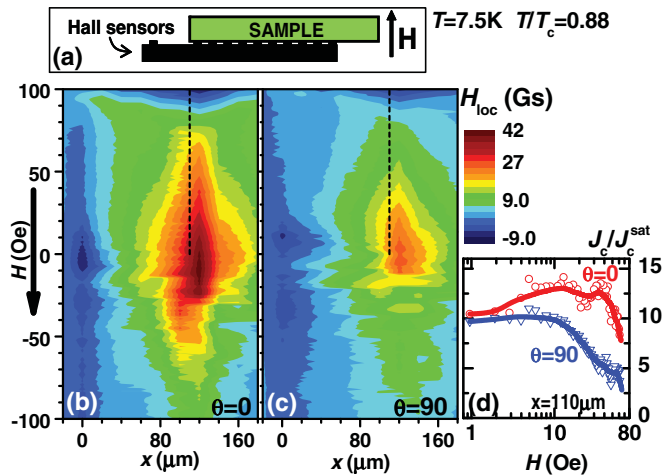 Hall sensors
SAMPLE
H
(a)
T=7.5K T/Tc=0.88
100
50
0
-50
-100
H (Oe)
(b)
θ=0
0
80
160
x (μm)
(c)
θ=90
0
80
160
x (μm)
Hloc (Gs)
42
27
9.0
-9.0
Jc/Jc^sat
15
10
5
0
θ=0
θ=90
(d)
x=110μm
1
10
80
H (Oe)